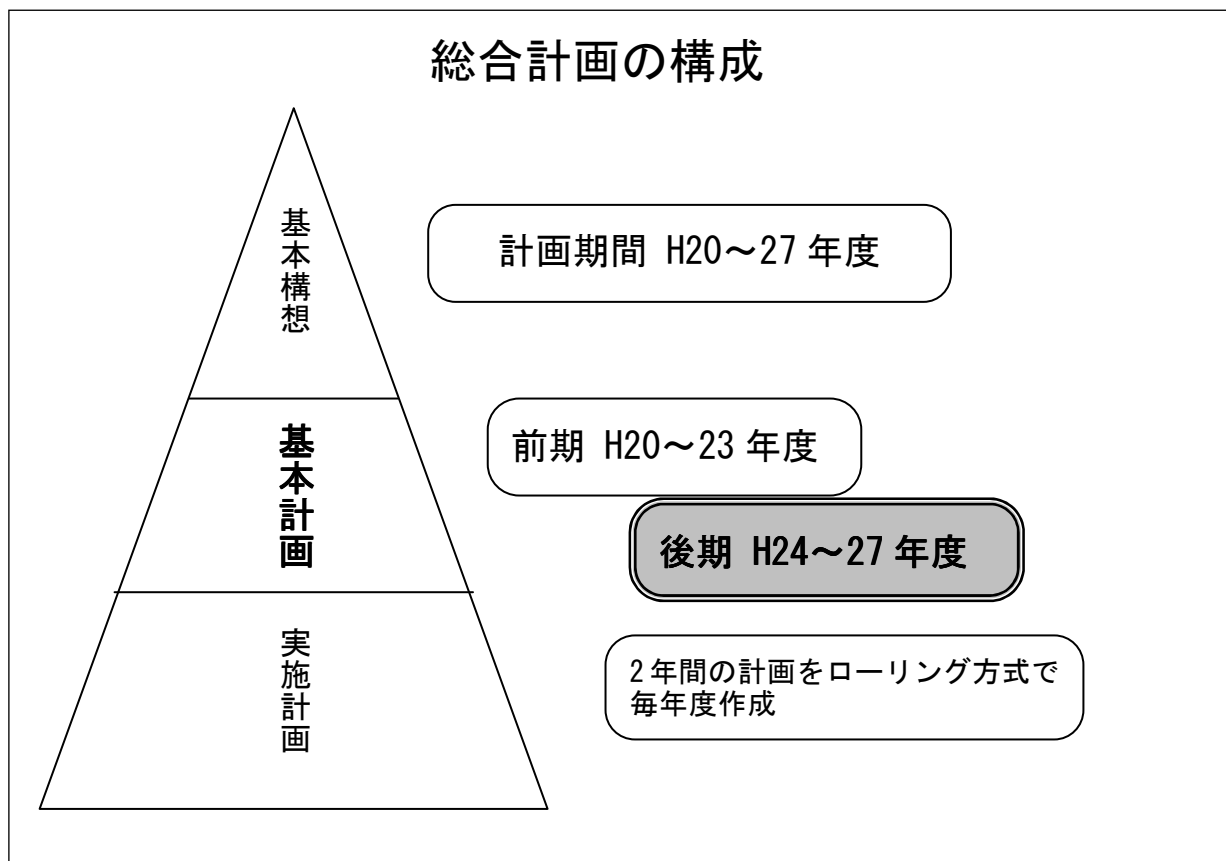 総合計画の構成
基本構想
計画期間 H20～27 年度
基本計画
前期 H20～23 年度
後期 H24～27 年度
実施計画
2 年間の計画をローリング方式で
毎年度作成